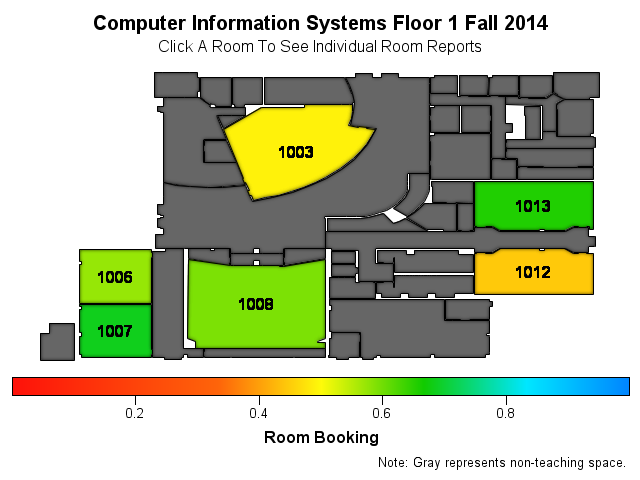 Computer Information Systems Floor 1 Fall 2014
Click A Room To See Individual Room Reports
1003
1013
1012
1006
1008
1007
0.2 0.4 0.6 0.8
Room Booking
Note: Gray represents non-teaching space.